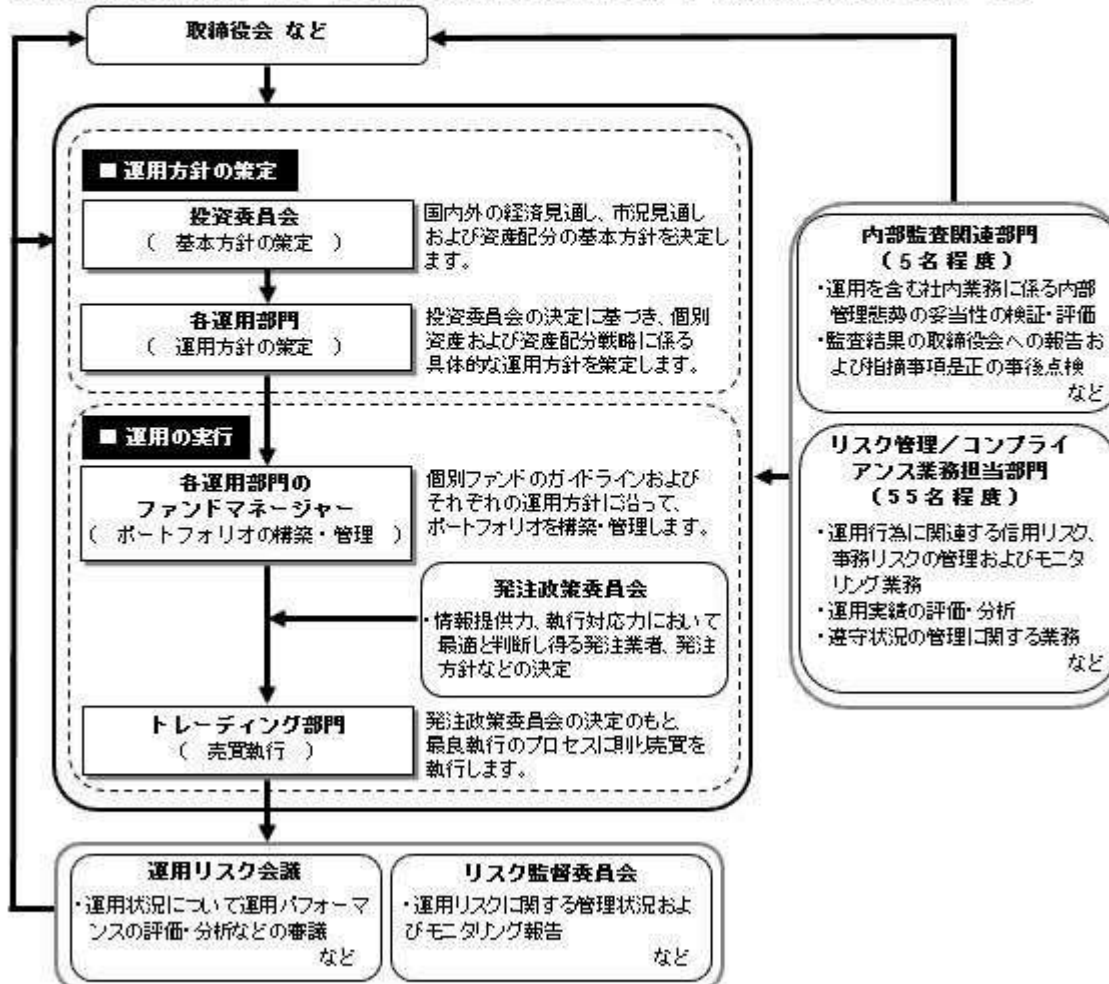 取締役会 など
■ 運用方針の策定
投資委員会
( 基本方針の策定 )
国内外の経済見通し、市況見通し
および資産配分の基本方針を決定し
ます。
各運用部門
( 運用方針の策定 )
投資委員会の決定に基づき、個別
資産および資産配分戦略に係る
具体的な運用方針を策定します。
■ 運用の実行
各運用部門の
ファンドマネージャー
( ポートフォリオの構築・管理 )
個別ファンドのガイドラインおよび
それぞれの運用方針に沿って、
ポートフォリオを構築・管理します。
発注政策委員会
・情報提供力、執行対応力において
最適と判断し得る発注業者、発注
方針などの決定
トレーディング部門
( 売買執行 )
発注政策委員会の決定のもと
最良執行のプロセスに則り売買を
執行します。
運用リスク会議
・運用状況について運用パフォーマ
ンスの評価・分析などの審議
など
リスク監督委員会
・運用リスクに関する管理状況およ
びモニタリング報告
など
内部監査関連部門
(5名程度)
・運用を含む社内業務に係る内部
管理態勢の妥当性の検証・評価
・監査結果の取締役会への報告お
よび指摘事項是正の事後点検
など
リスク管理/コンプライ
アンス業務担当部門
(55名程度)
・運用行為に関連する信用リスク、
事務リスクの管理およびモニタ
リング業務
・運用実績の評価・分析
・遵守状況の管理に関する業務
など